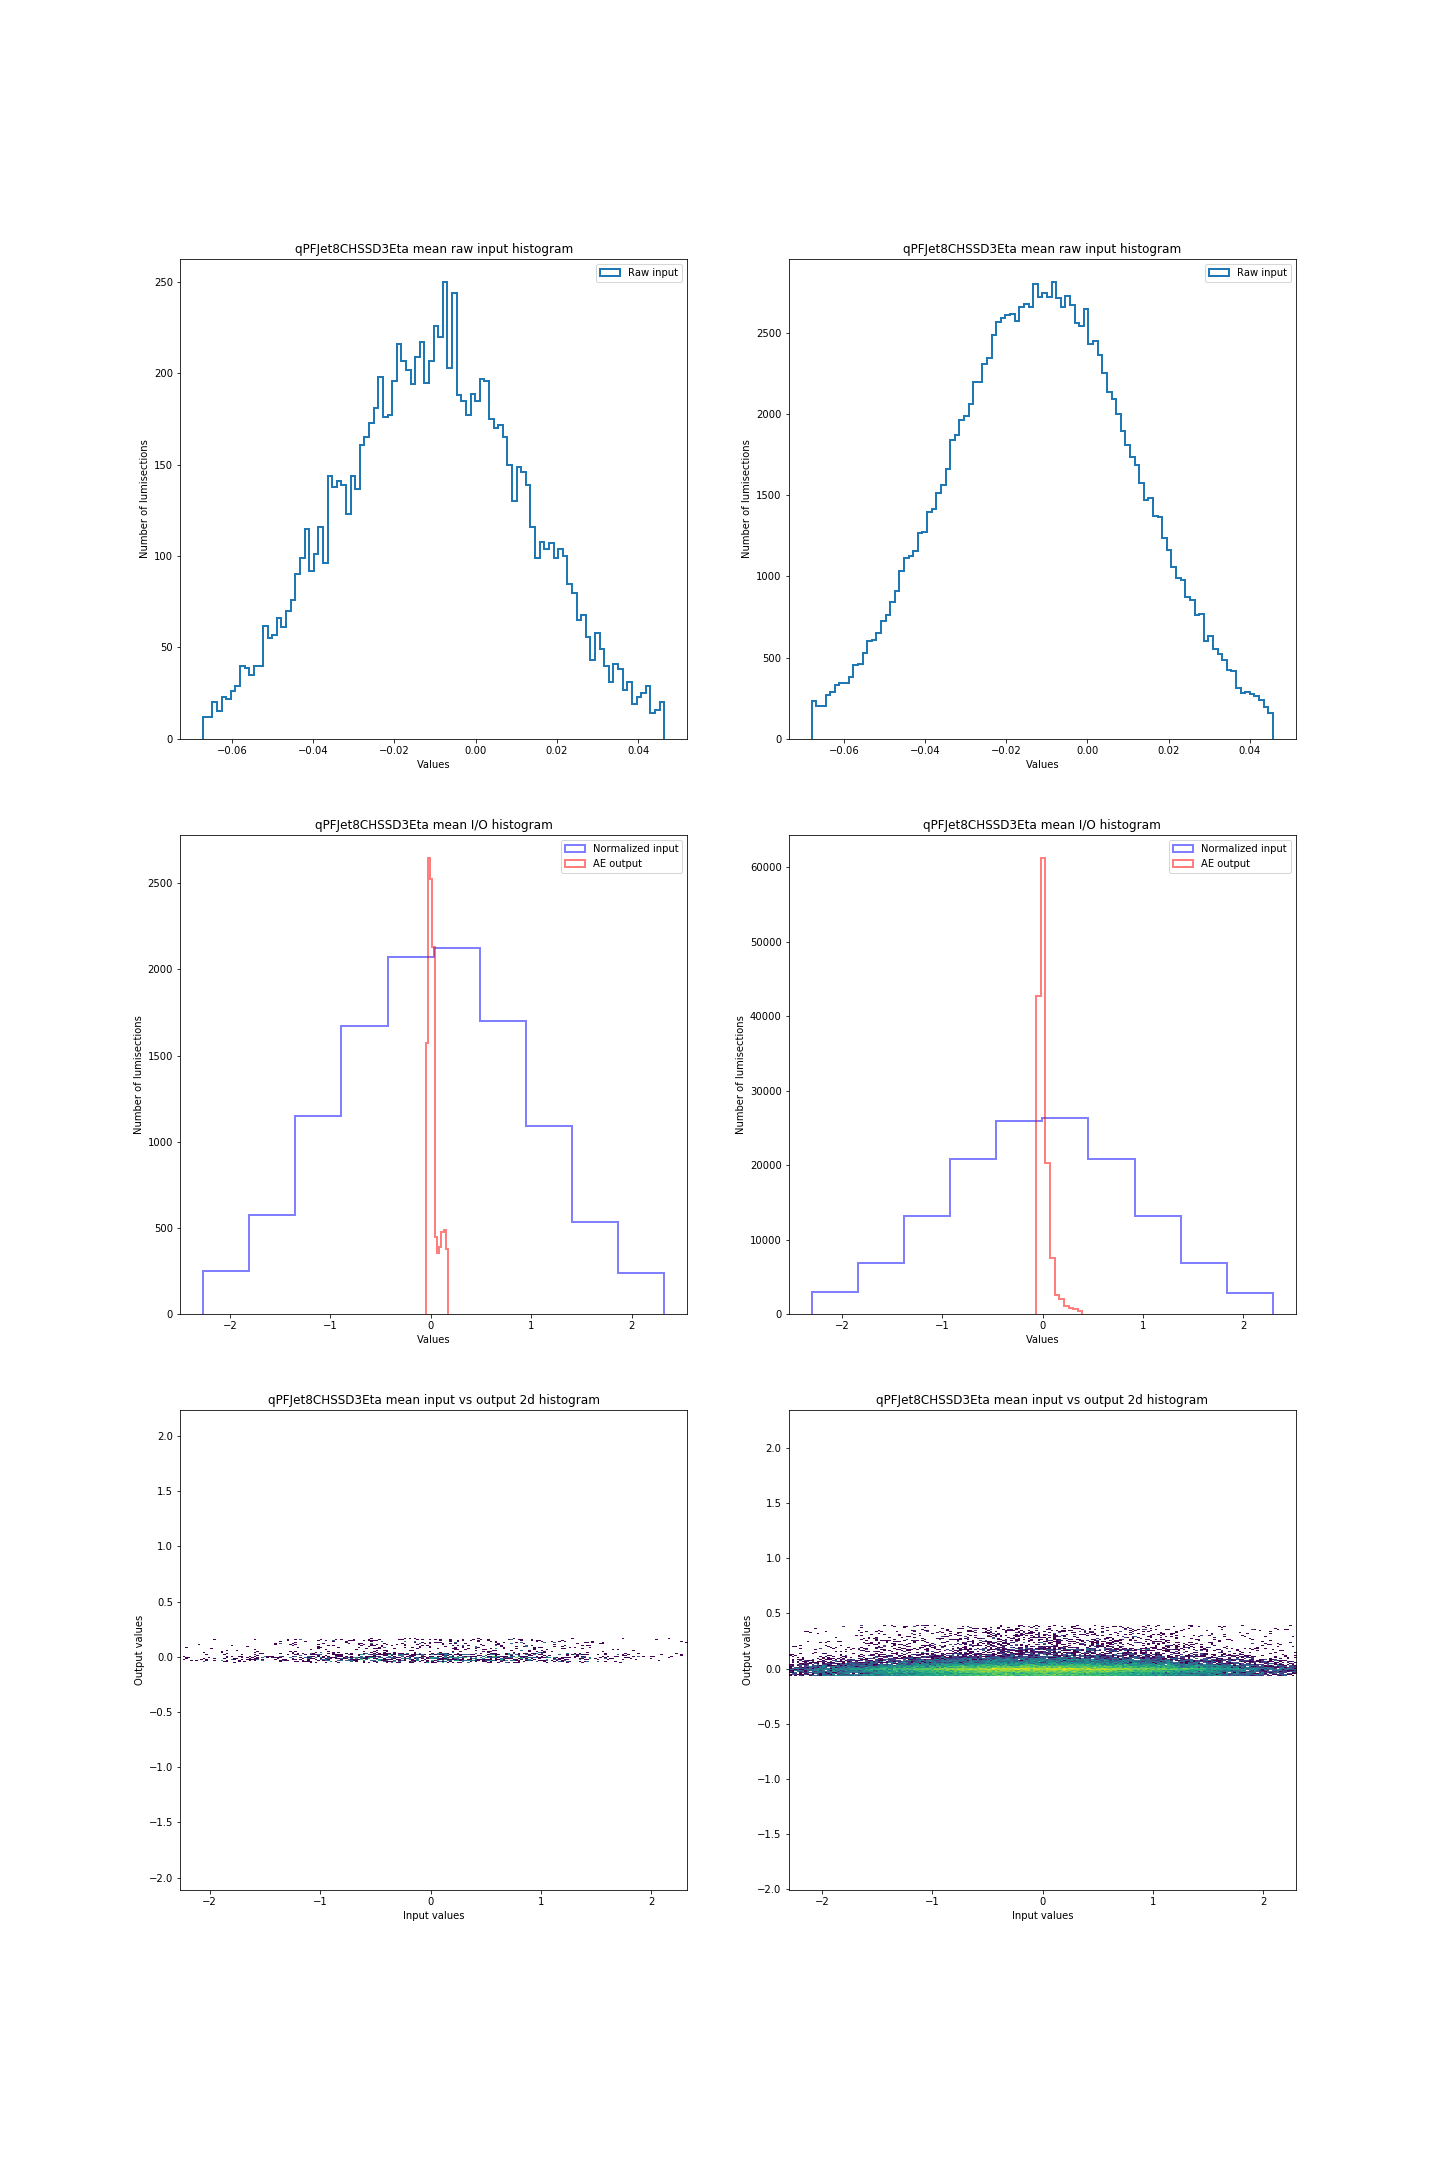 qPFJet8CHSSD3Eta mean raw input histogram
Raw input
250
200
150
100
50
0
Number of lumisections
−0.06 −0.04 −0.02 0.00 0.02 0.04
Values
qPFJet8CHSSD3Eta mean raw input histogram
Raw input
2500
2000
1500
1000
500
0
Number of lumisections
−0.06 −0.04 −0.02 0.00 0.02 0.04
Values
qPFJet8CHSSD3Eta mean I/O histogram
Normalized input
AE output
2500
2000
1500
1000
500
0
Number of lumisections
−2 −1 0 1 2
Values
qPFJet8CHSSD3Eta mean I/O histogram
Normalized input
AE output
60000
50000
40000
30000
20000
10000
0
Number of lumisections
−2 −1 0 1 2
Values
qPFJet8CHSSD3Eta mean input vs output 2d histogram
2.0
1.5
1.0
0.5
0.0
−0.5
−1.0
−1.5
−2.0
Output values
−2 −1 0 1 2
Input values
qPFJet8CHSSD3Eta mean input vs output 2d histogram
2.0
1.5
1.0
0.5
0.0
−0.5
−1.0
−1.5
−2.0
Output values
−2 −1 0 1 2
Input values